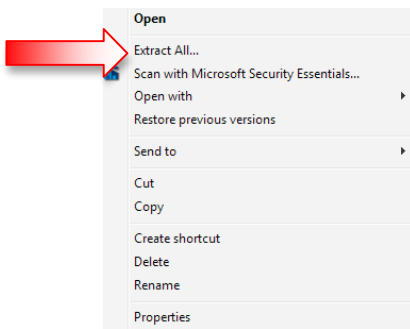 Open
Extract All...
Scan with Microsoft Security Essentials...
Open with
Restore previous versions
Send to
Cut
Copy
Create shortcut
Delete
Rename
Properties